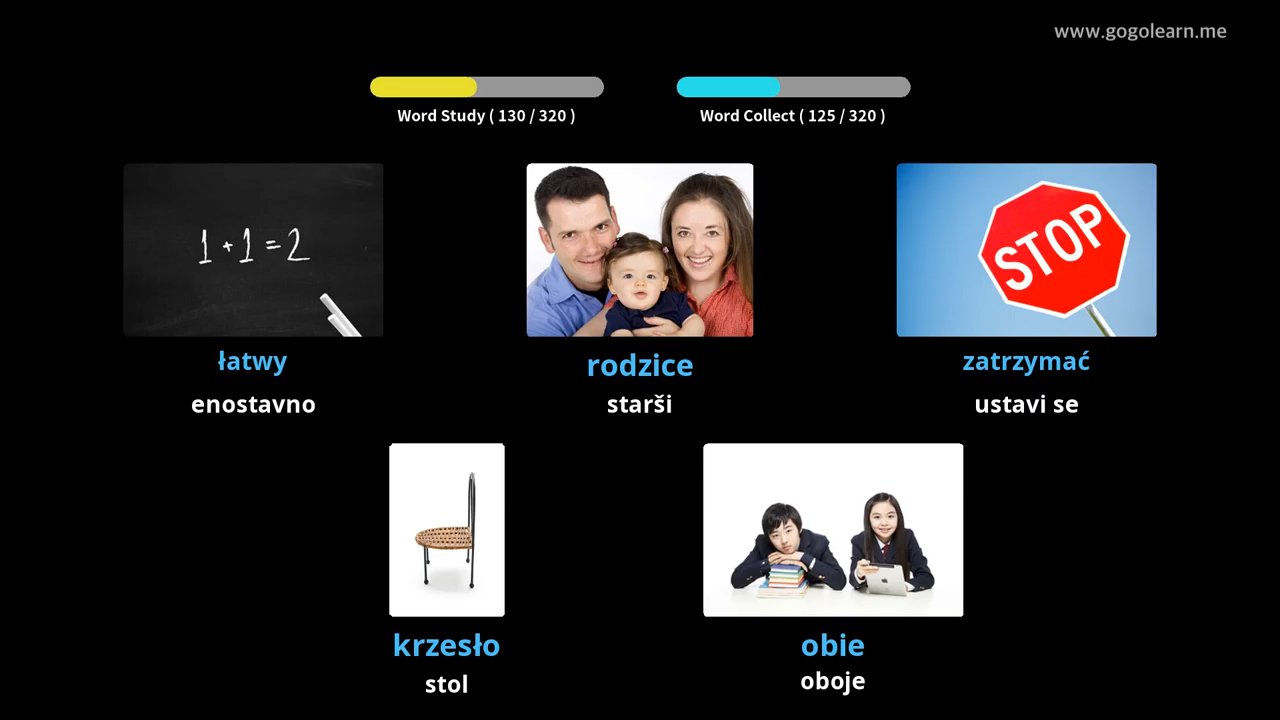 www.gogolearn.me
Word Study ( 130 / 320 )
Word Collect ( 125 / 320 )
1 + 1 = 2
STOP
łatwy
rodzice
zatrzymać
enostavno
starši
ustavi se
krzesło
obie
stol
oboje